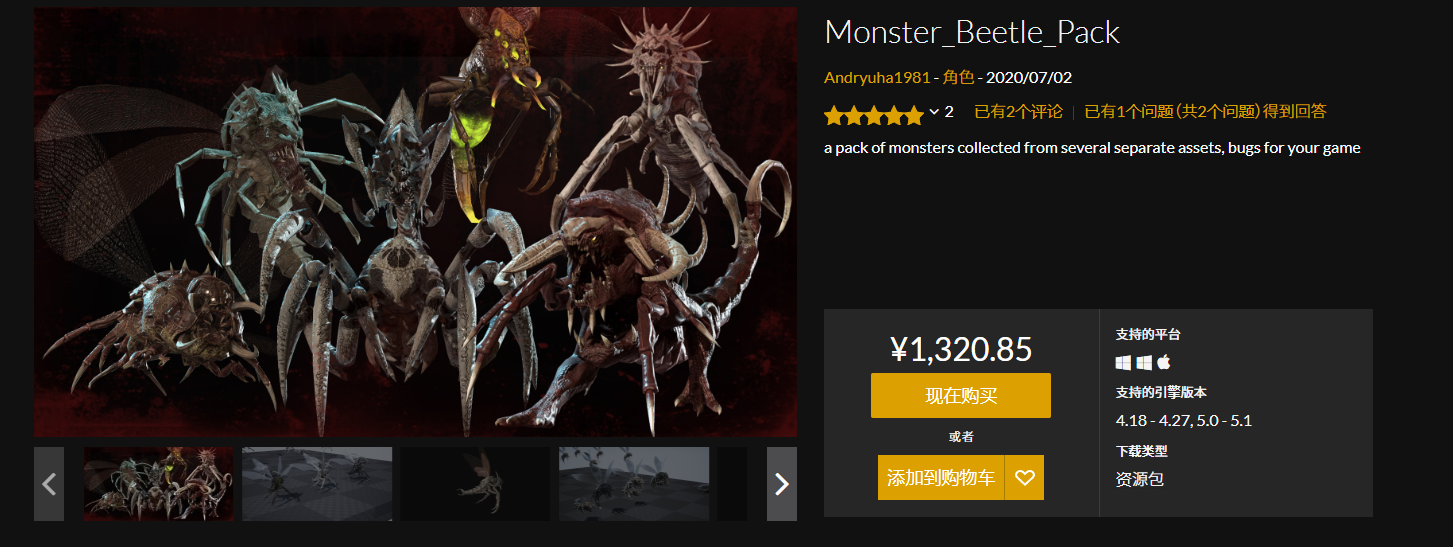 Monster_Beetle_Pack
Andryuha1981 - 角色 - 2020/07/02
2 已有2个评论 已有1个问题 (共2个问题) 得到回答
a pack of monsters collected from several separate assets, bugs for your game
¥1,320.85
现在购买
或者
添加到购物车
支持的平台
支持的引擎版本
4.18 - 4.27, 5.0 - 5.1
下载类型
资源包